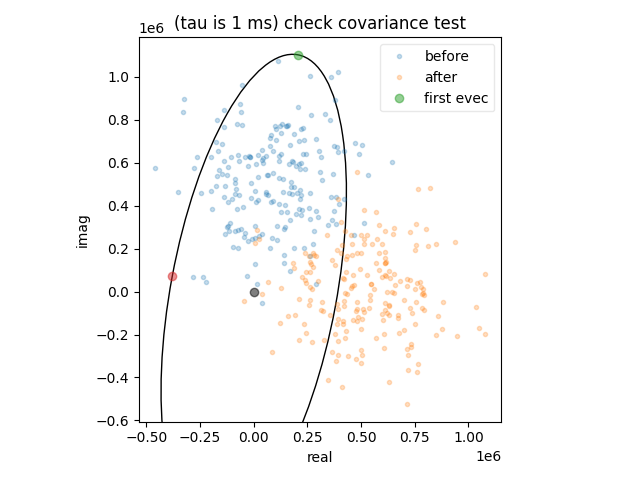 (tau is 1 ms) check covariance test
1e6
before
after
first evec
1.0
0.8
0.6
0.4
0.2
0.0
−0.2
−0.4
−0.6
imag
−0.50
−0.25
0.00
0.25
0.50
0.75
1.00
real
1e6